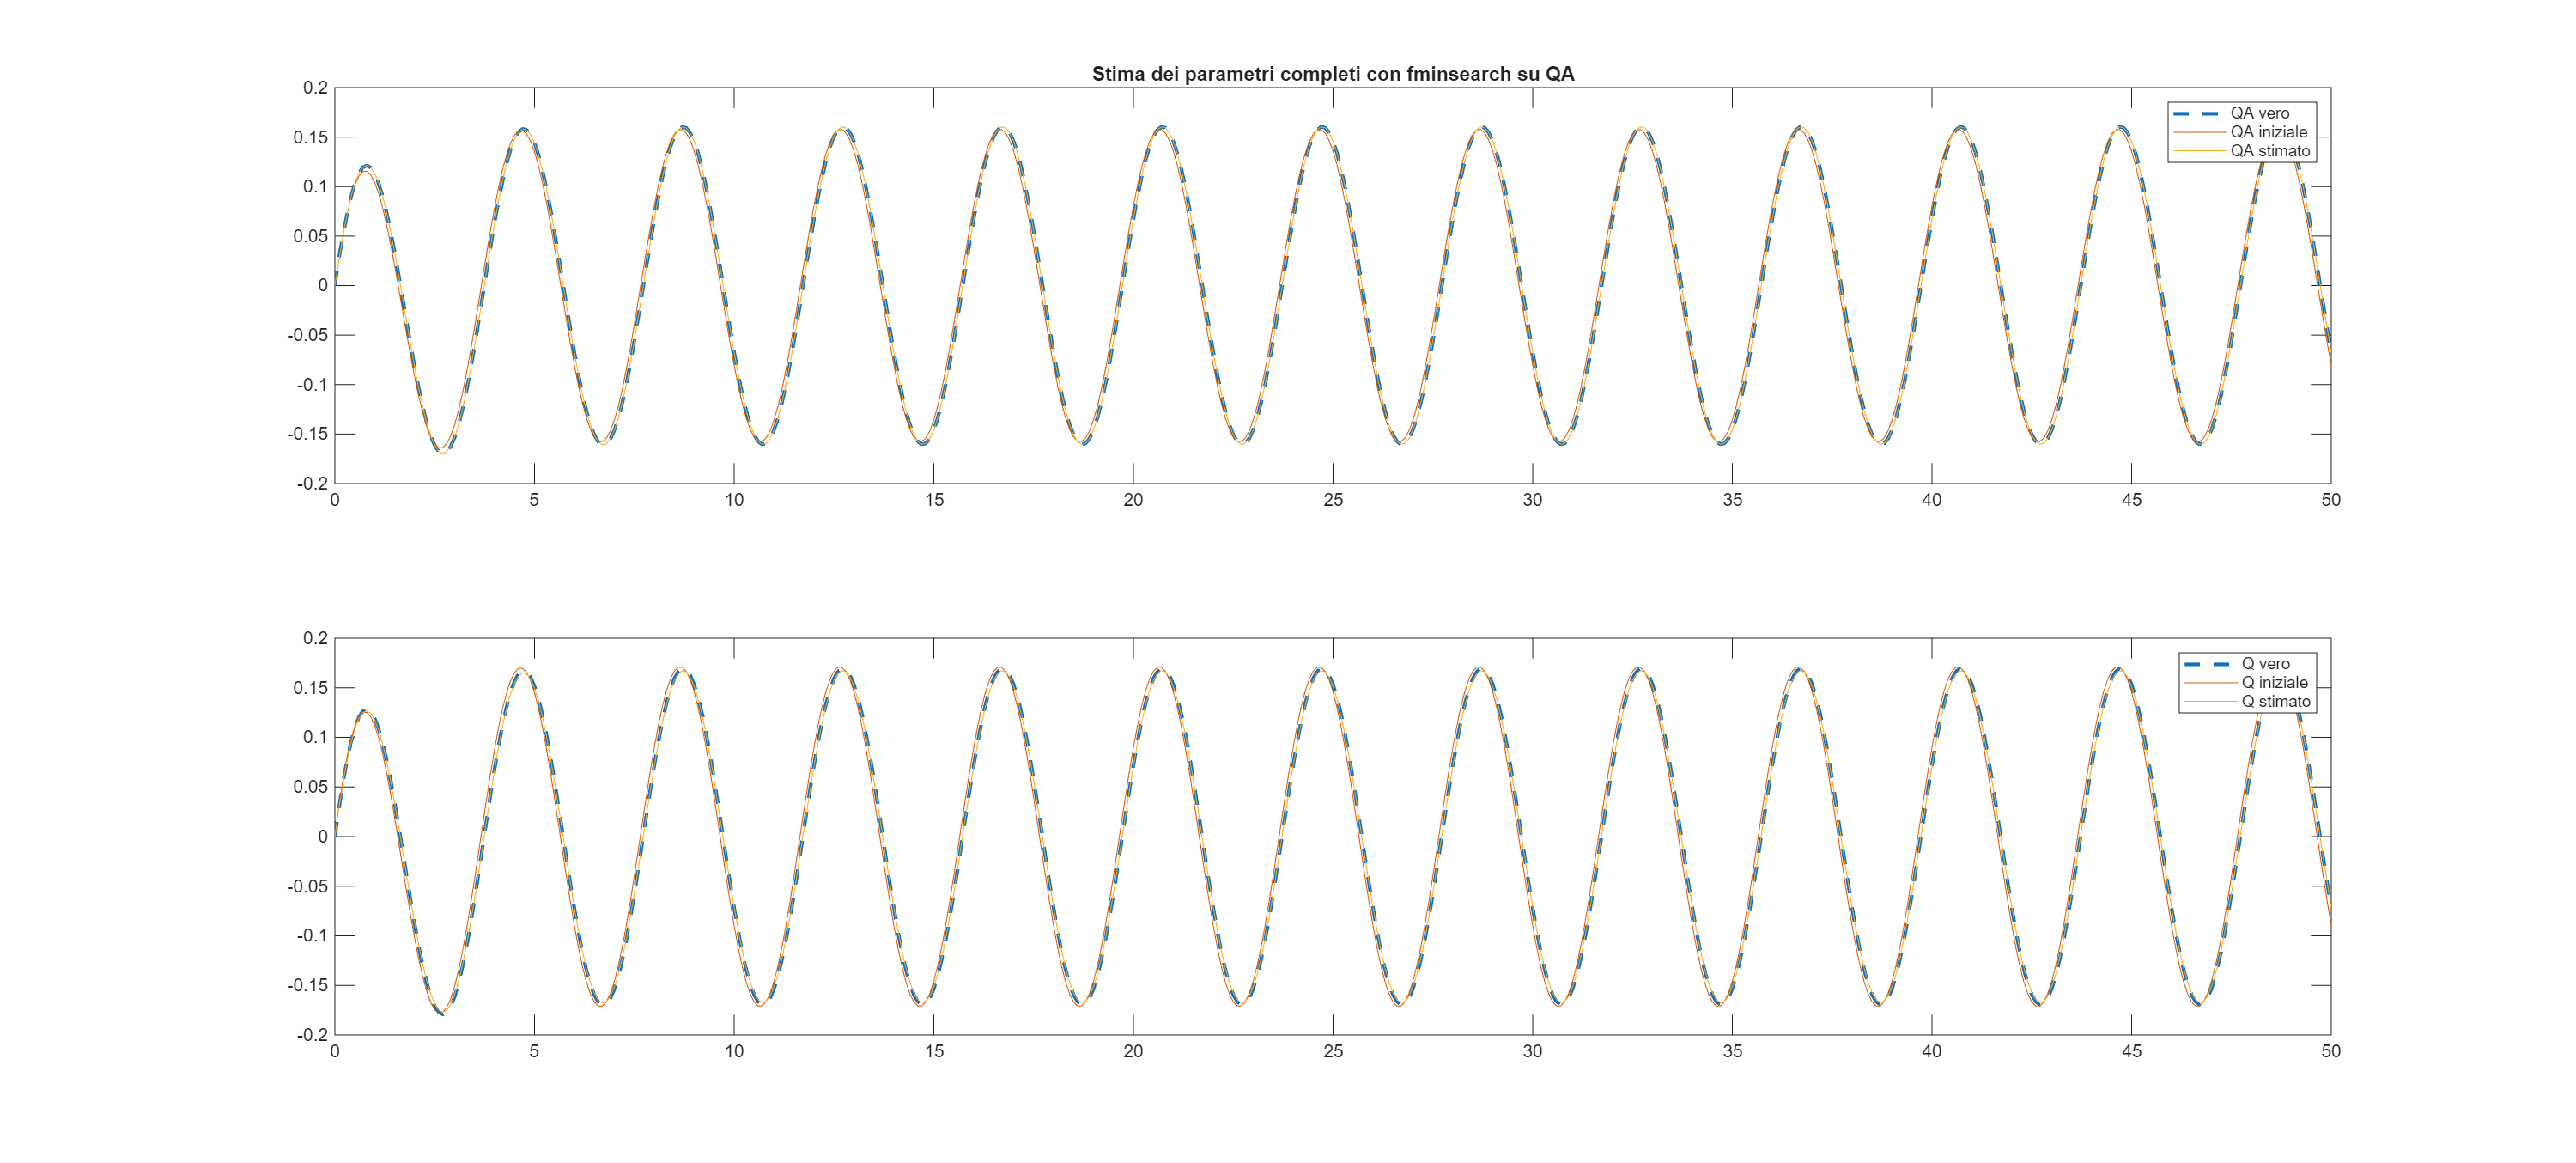 Stima dei parametri completi con fminsearch su QA
0.2
0.15
0.1
0.05
0
-0.05
-0.1
-0.15
-0.2
QA vero
QA iniziale
QA stimato
0 5 10 15 20 25 30 35 40 45 50
0.2
0.15
0.1
0.05
0
-0.05
-0.1
-0.15
-0.2
Q vero
Q iniziale
Q stimato
0 5 10 15 20 25 30 35 40 45 50